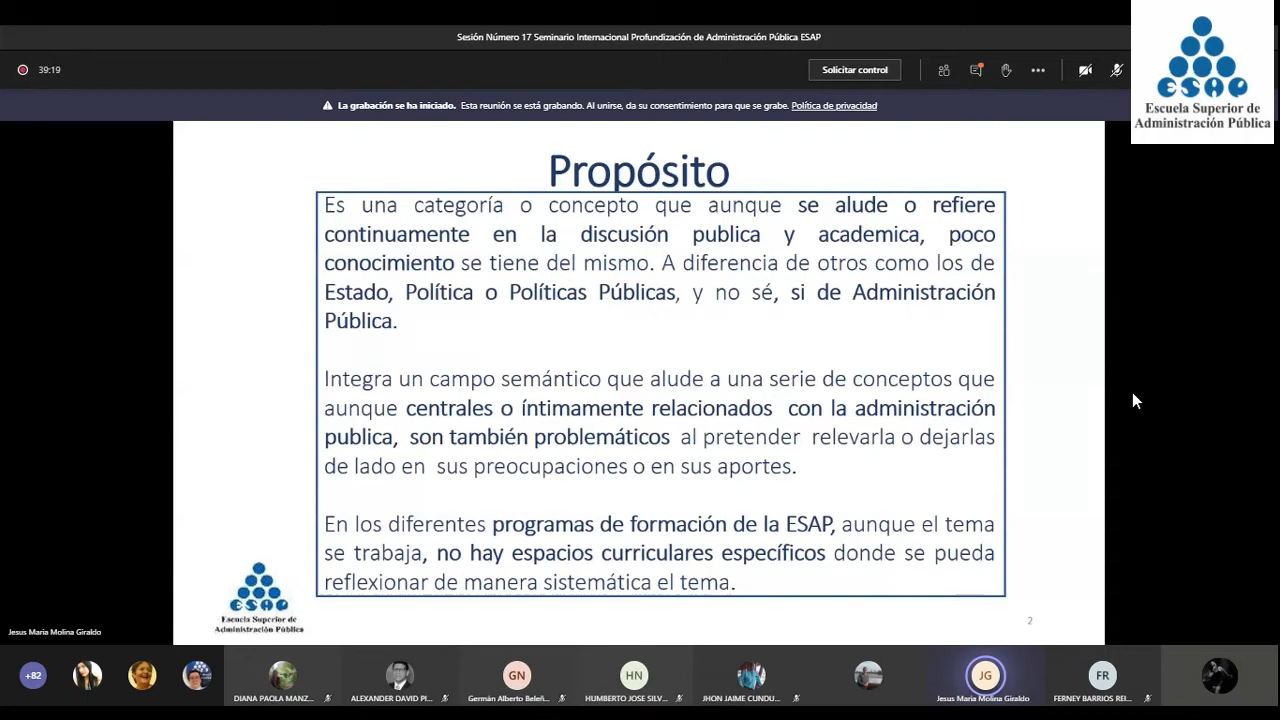 Sesión Número 17 Seminario Internacional Profundización de Administración Pública ESAP
39:19
Solicitar control
ESAP
Escuela Superior de
Administración Pública
La grabación se ha iniciado. Esta reunión se está grabando. Al unirse, da su consentimiento para que se grabe. Política de privacidad
Propósito
Es una categoría o concepto que aunque se alude o refiere
continuamente en la discusión publica y academica, poco
conocimiento se tiene del mismo. A diferencia de otros como los de
Estado, Política o Políticas Públicas, y no sé, si de Administración
Pública.
Integra un campo semántico que alude a una serie de conceptos que
aunque centrales o íntimamente relacionados con la administración
publica, son también problemáticos al pretender relevarla o dejarlas
de lado en sus preocupaciones o en sus aportes.
En los diferentes programas de formación de la ESAP, aunque el tema
se trabaja, no hay espacios curriculares específicos donde se pueda
reflexionar de manera sistemática el tema.
ESAP
Escuela Superior de
Administración Pública
2
Jesus Maria Molina Giraldo
+82
DIANA PAOLA MANZ...
ALEXANDER DAVID PI...
GN
Germán Alberto Beleñ...
HN
HUMBERTO JOSE SILV...
JHON JAIME CUNDU...
JG
Jesus Maria Molina Giraldo
FR
FERNEY BARRIOS REI...